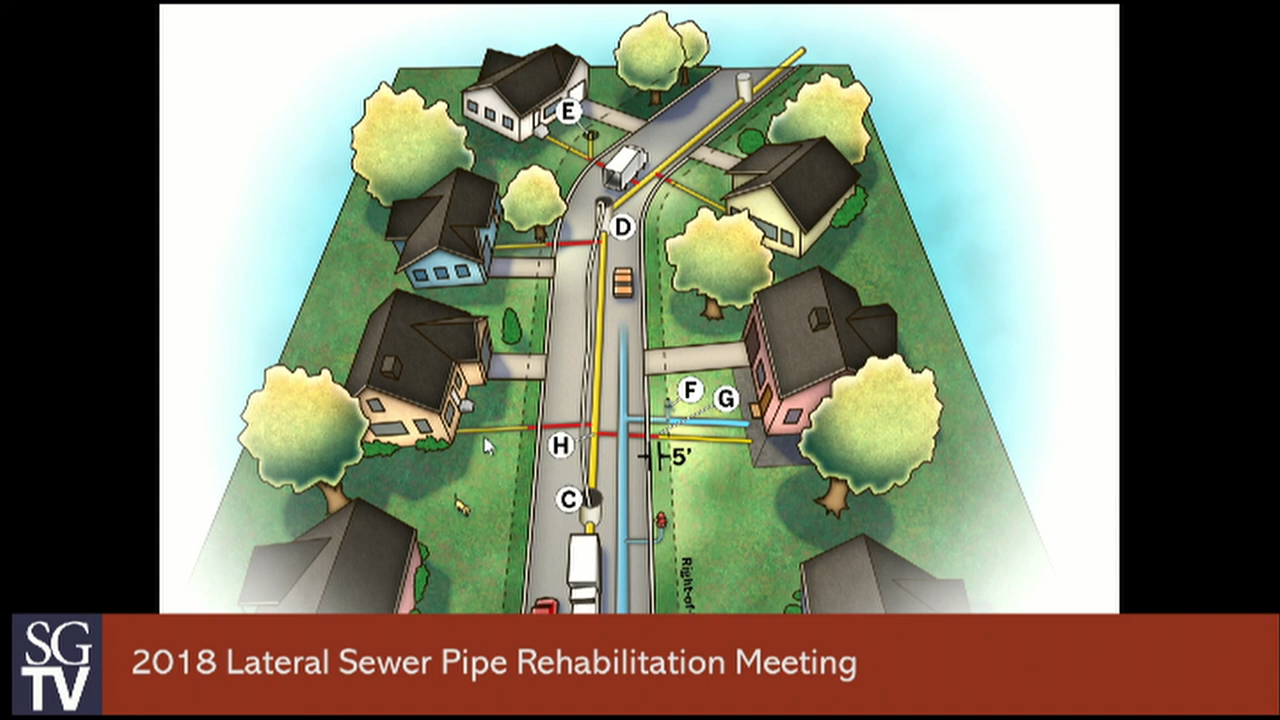 E
D
F
G
H
5'
C
Right-of-
SG
TV
2018 Lateral Sewer Pipe Rehabilitation Meeting